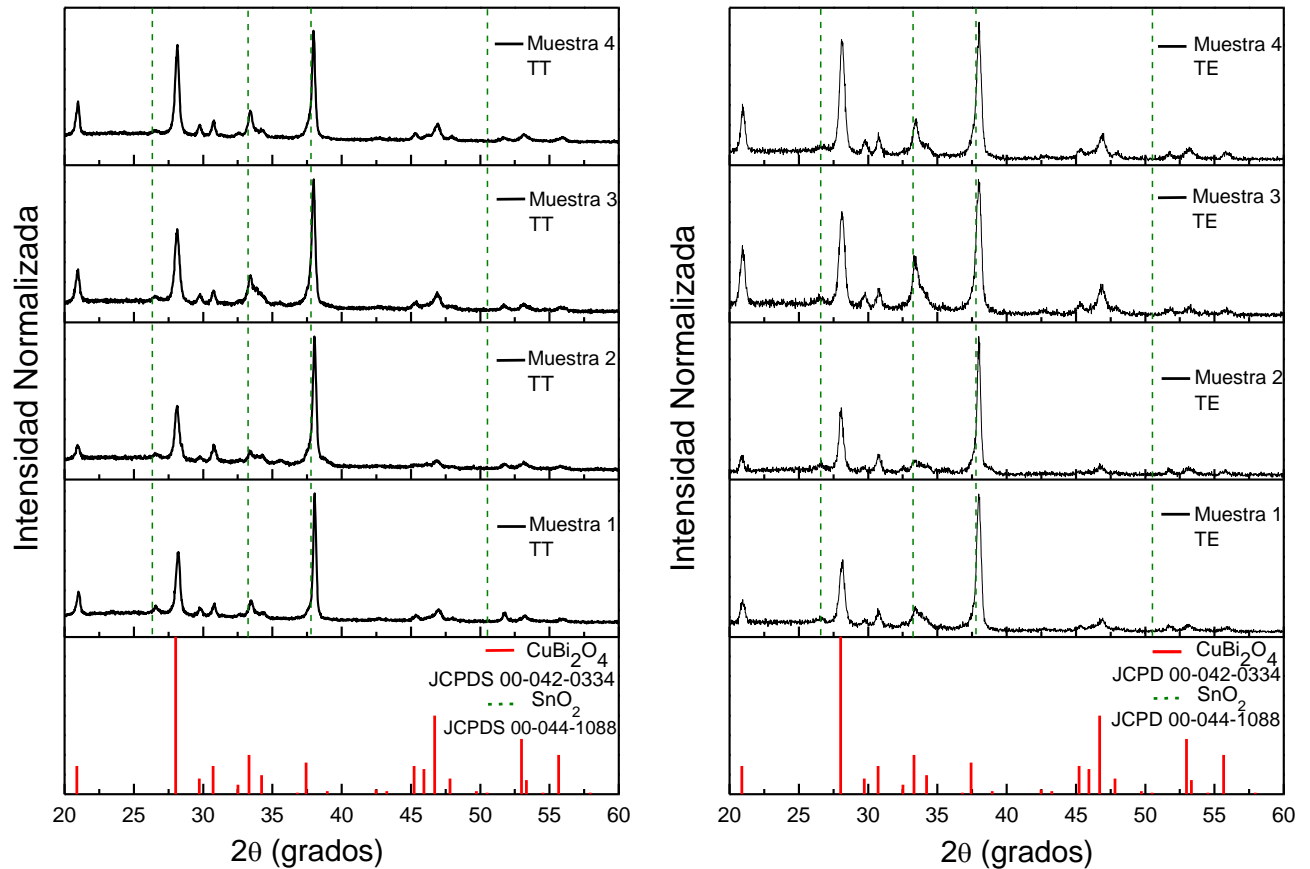 Intensidad Normalizada
Muestra 4
TT
Muestra 3
TT
Muestra 2
TT
Muestra 1
TT
CuBi₂O₄
JCPDS 00-042-0334
SnO₂
JCPDS 00-044-1088
20 25 30 35 40 45 50 55 60
2θ (grados)
Intensidad Normalizada
Muestra 4
TE
Muestra 3
TE
Muestra 2
TE
Muestra 1
TE
CuBi₂O₄
JCPD 00-042-0334
SnO₂
JCPD 00-044-1088
20 25 30 35 40 45 50 55 60
2θ (grados)